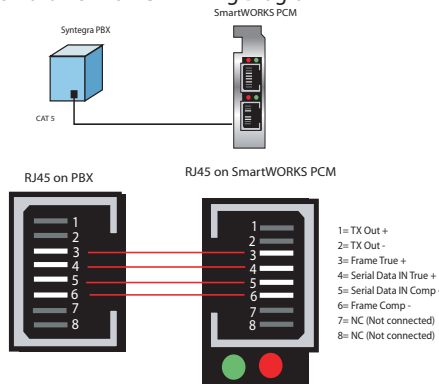 SmartWORKS PCM
Syntegra PBX
CAT 5
RJ45 on PBX
RJ45 on SmartWORKS PCM
1
2
3
4
5
6
7
8
1
2
3
4
5
6
7
8
1= TX Out +
2= TX Out -
3= Frame True +
4= Serial Data IN True +
5= Serial Data IN Comp -
6= Frame Comp -
7= NC (Not connected)
8= NC (Not connected)